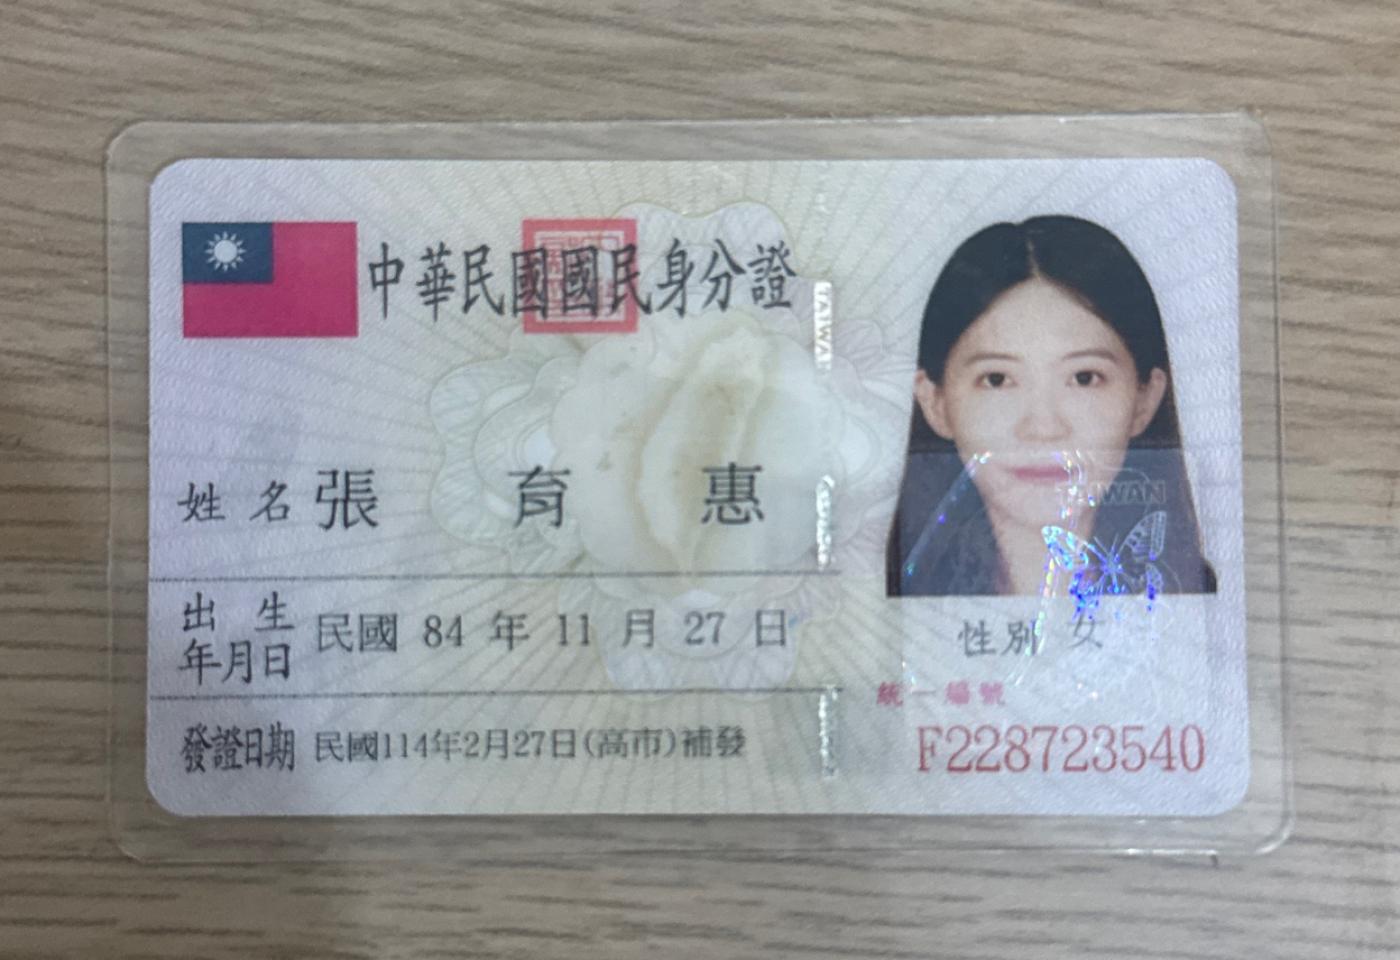 中華民國國民身分證
TAIWAN
姓名 張育惠
TAIWAN
出生年月日 民國 84 年 11 月 27 日
性別 女
統一編號
發證日期 民國114年2月27日(高市)補發
F228723540